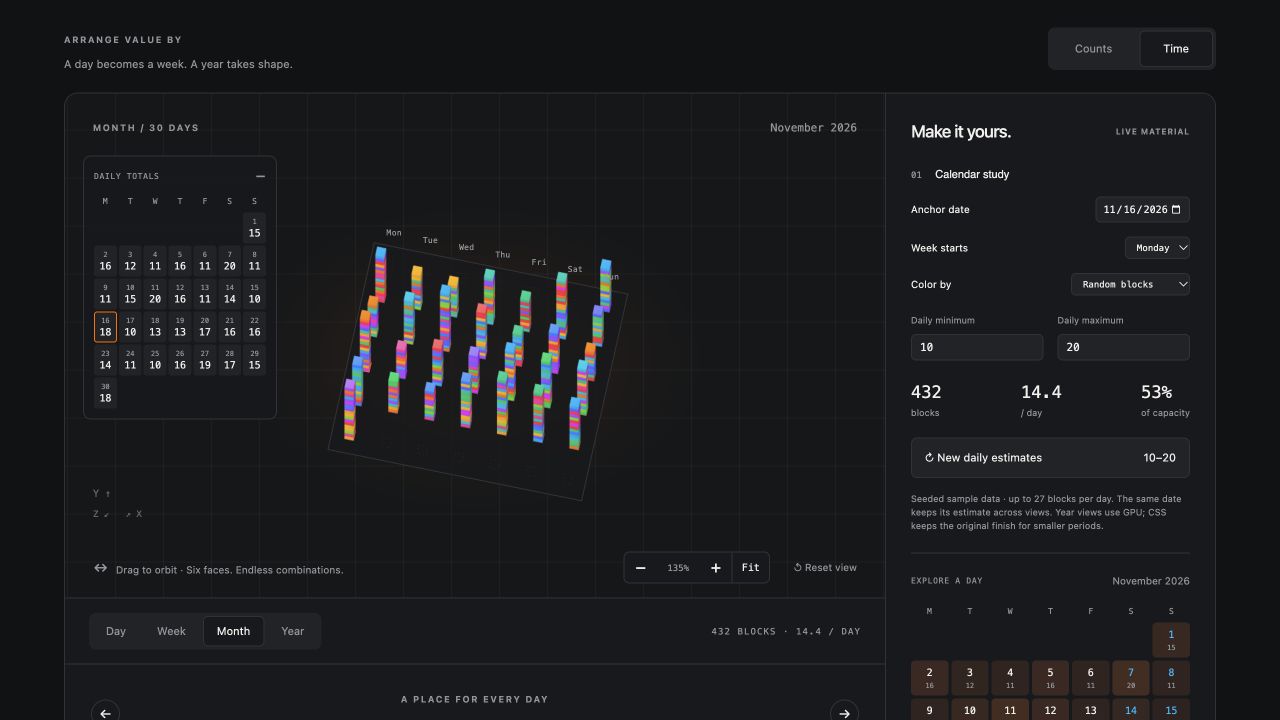 ARRANGE VALUE BY
A day becomes a week. A year takes shape.
Counts Time
MONTH / 30 DAYS
November 2026
DAILY TOTALS
M T W T F S S
1
15
2 3 4 5 6 7 8
16 12 11 16 11 20 11
9 10 11 12 13 14 15
11 15 20 16 11 14 10
16 17 18 19 20 21 22
18 10 13 13 17 16 16
23 24 25 26 27 28 29
14 11 10 16 19 17 15
30
18
Mon
Tue
Wed
Thu
Fri
Sat
un
Y ↑
Z ↙ ↗ X
Drag to orbit · Six faces. Endless combinations.
− 135% + Fit
Reset view
Day Week Month Year
432 BLOCKS · 14.4 / DAY
A PLACE FOR EVERY DAY
← →
Make it yours.
LIVE MATERIAL
01 Calendar study
Anchor date 11/16/2026
Week starts Monday
Color by Random blocks
Daily minimum Daily maximum
10 20
432 14.4 53%
blocks / day of capacity
↻ New daily estimates 10–20
Seeded sample data · up to 27 blocks per day. The same date
keeps its estimate across views. Year views use GPU; CSS
keeps the original finish for smaller periods.
EXPLORE A DAY November 2026
M T W T F S S
1
15
2 3 4 5 6 7 8
16 12 11 16 11 20 11
9 10 11 12 13 14 15